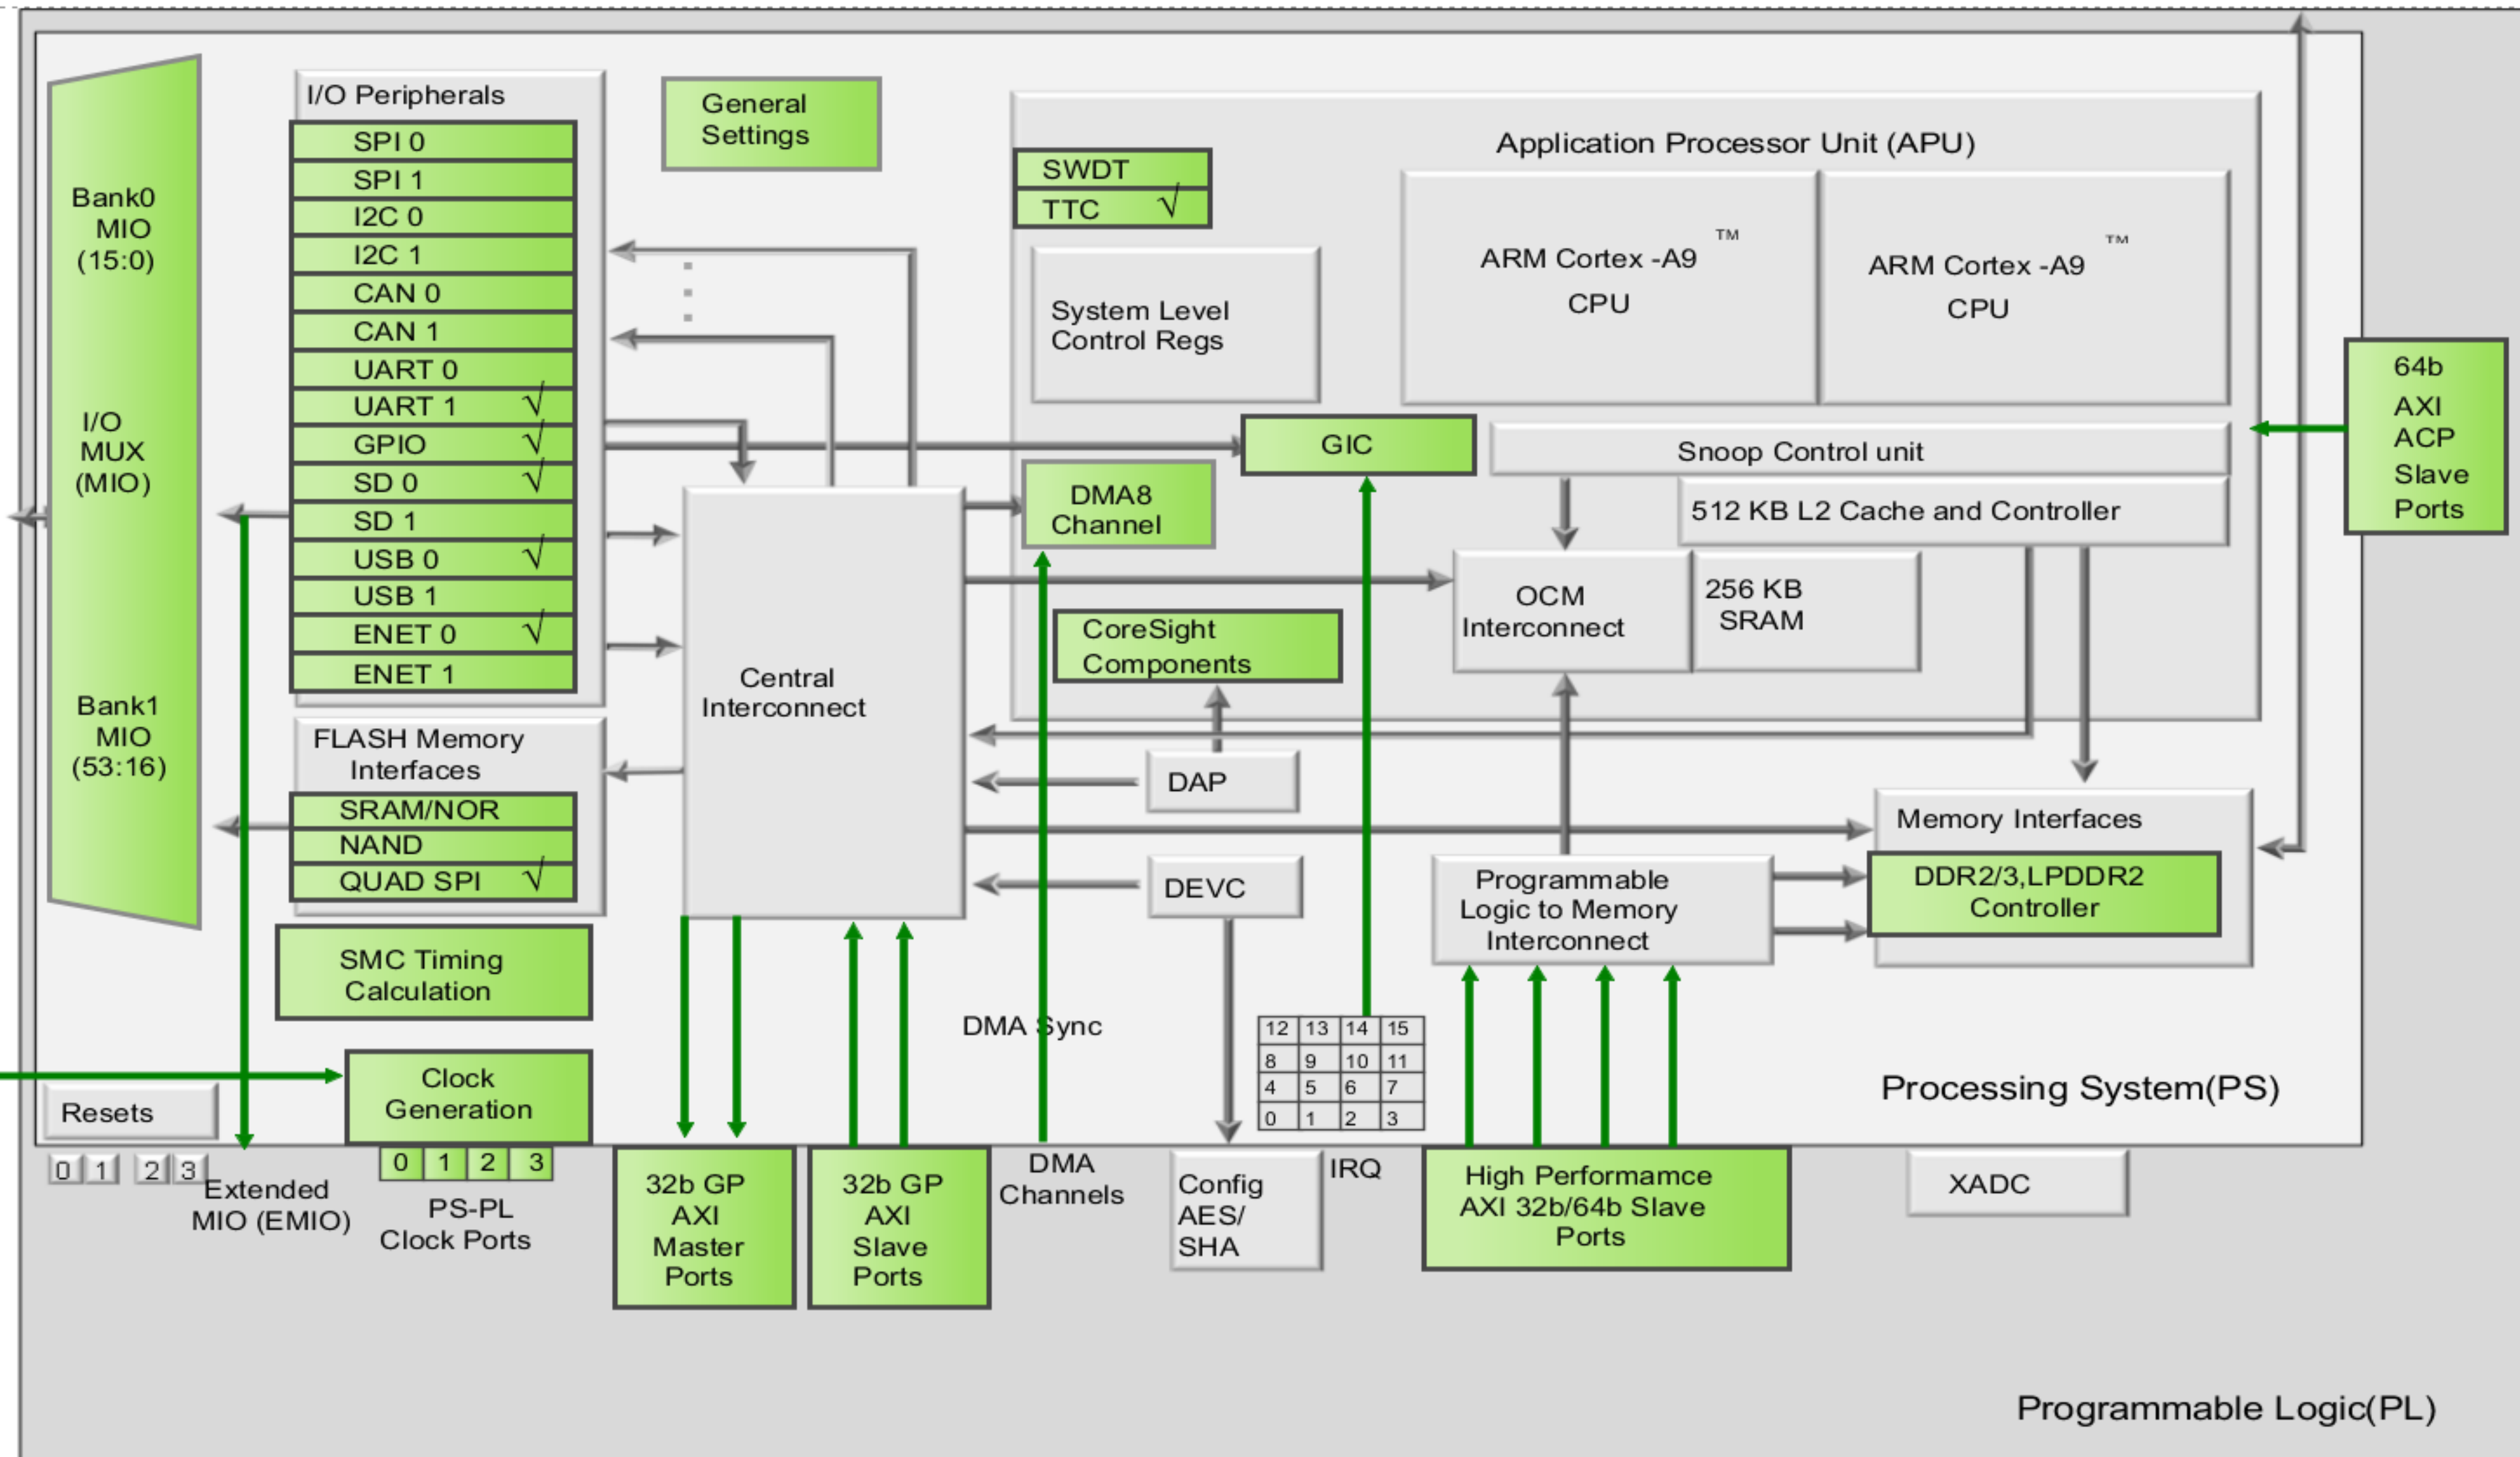 Bank0
MIO
(15:0)
I/O
MUX
(MIO)
Bank1
MIO
(53:16)
I/O Peripherals
SPI 0
SPI 1
I2C 0
I2C 1
CAN 0
CAN 1
UART 0
UART 1 √
GPIO √
SD 0 √
SD 1
USB 0 √
USB 1
ENET 0 √
ENET 1
FLASH Memory
Interfaces
SRAM/NOR
NAND
QUAD SPI √
SMC Timing
Calculation
Clock
Generation
Resets
0 1 2 3
Extended
MIO (EMIO)
0 1 2 3
PS-PL
Clock Ports
General
Settings
Central
Interconnect
32b GP
AXI
Master
Ports
32b GP
AXI
Slave
Ports
DMA Sync
DMA
Channels
Application Processor Unit (APU)
SWDT
TTC √
System Level
Control Regs
ARM Cortex -A9 ™
CPU
ARM Cortex -A9 ™
CPU
GIC
Snoop Control unit
DMA8
Channel
512 KB L2 Cache and Controller
OCM
Interconnect
256 KB
SRAM
CoreSight
Components
DAP
DEVC
Config
AES/
SHA
12 13 14 15
8 9 10 11
4 5 6 7
0 1 2 3
IRQ
Programmable
Logic to Memory
Interconnect
Memory Interfaces
DDR2/3,LPDDR2
Controller
High Performamce
AXI 32b/64b Slave
Ports
XADC
64b
AXI
ACP
Slave
Ports
Processing System(PS)
Programmable Logic(PL)